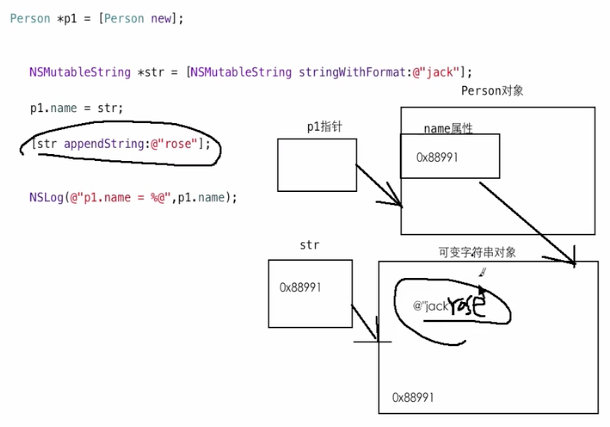 Person *p1 = [Person new];
NSMutableString *str = [NSMutableString stringWithFormat:@"jack"];
p1.name = str;
[str appendString:@"rose"];
NSLog(@"p1.name = %@",p1.name);
Person对象
p1指针
name属性
0x88991
str
0x88991
可变字符串对象
@"jack rose
0x88991